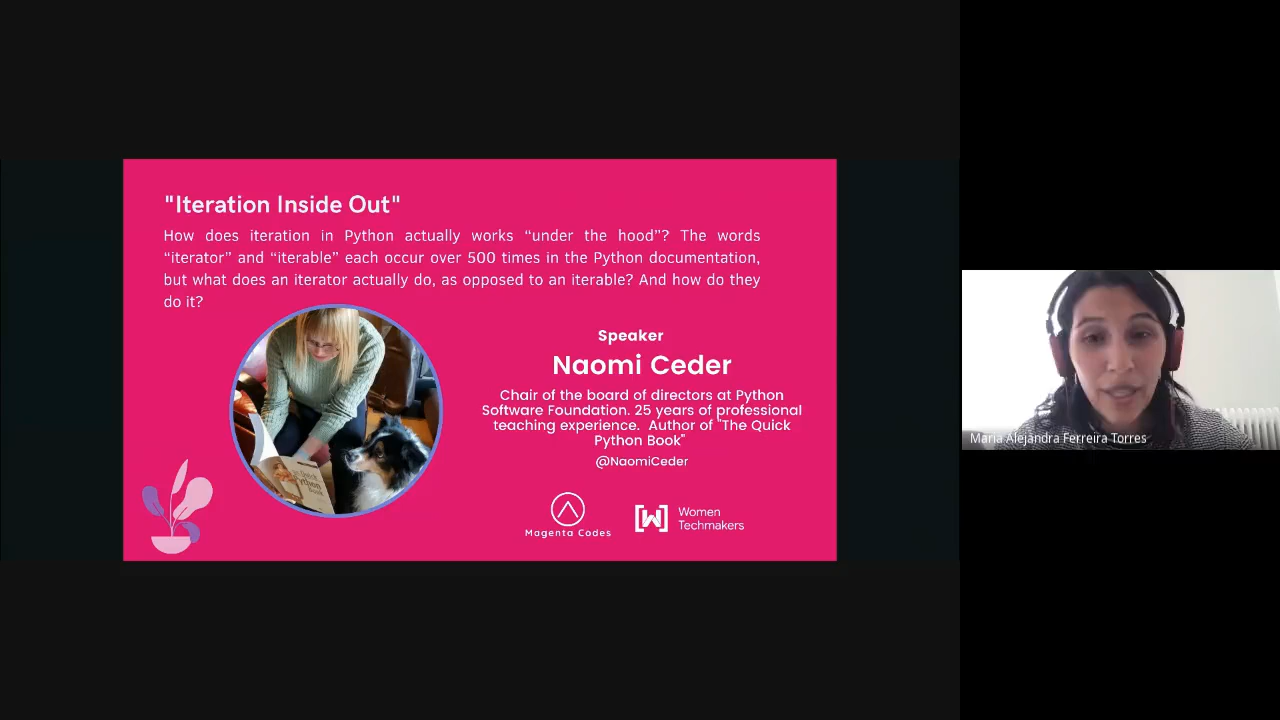 "Iteration Inside Out"
How does iteration in Python actually works “under the hood”? The words
“iterator” and “iterable” each occur over 500 times in the Python documentation,
but what does an iterator actually do, as opposed to an iterable? And how do they
do it?
Speaker
Naomi Ceder
Chair of the board of directors at Python
Software Foundation. 25 years of professional
teaching experience. Author of "The Quick
Python Book"
@NaomiCeder
Quick
Python
Book
Magenta Codes
[W] Women
Techmakers
Maria Alejandra Ferreira Torres